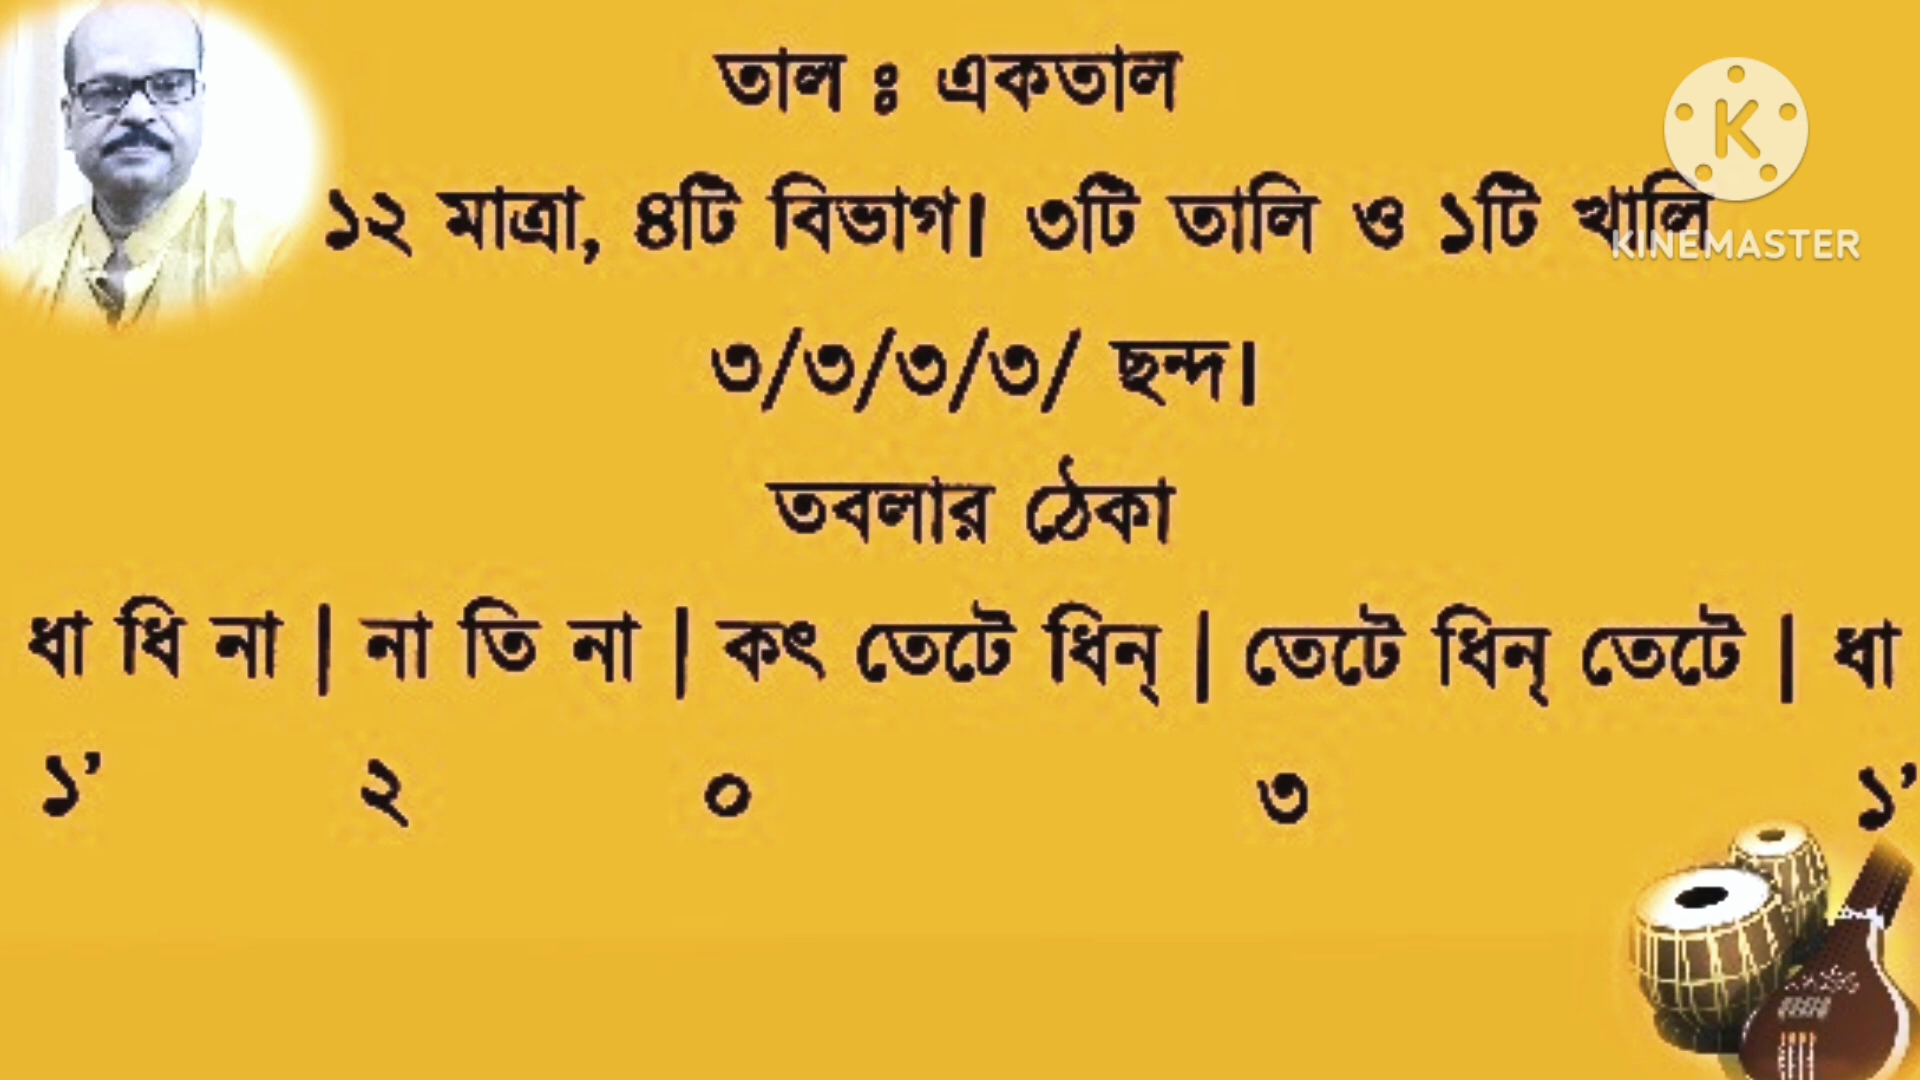 তাল ঃ একতাল
১২ মাত্রা, ৪টি বিভাগ। ৩টি তালি ও ১টি খালি
K
KINEMASTER
৩/৩/৩/৩/ ছন্দ।
তবলার ঠেকা
ধা ধি না | না তি না | কৎ তেটে ধিন্ | তেটে ধিন্ তেটে | ধা
১’ ২ ০ ৩ ১’